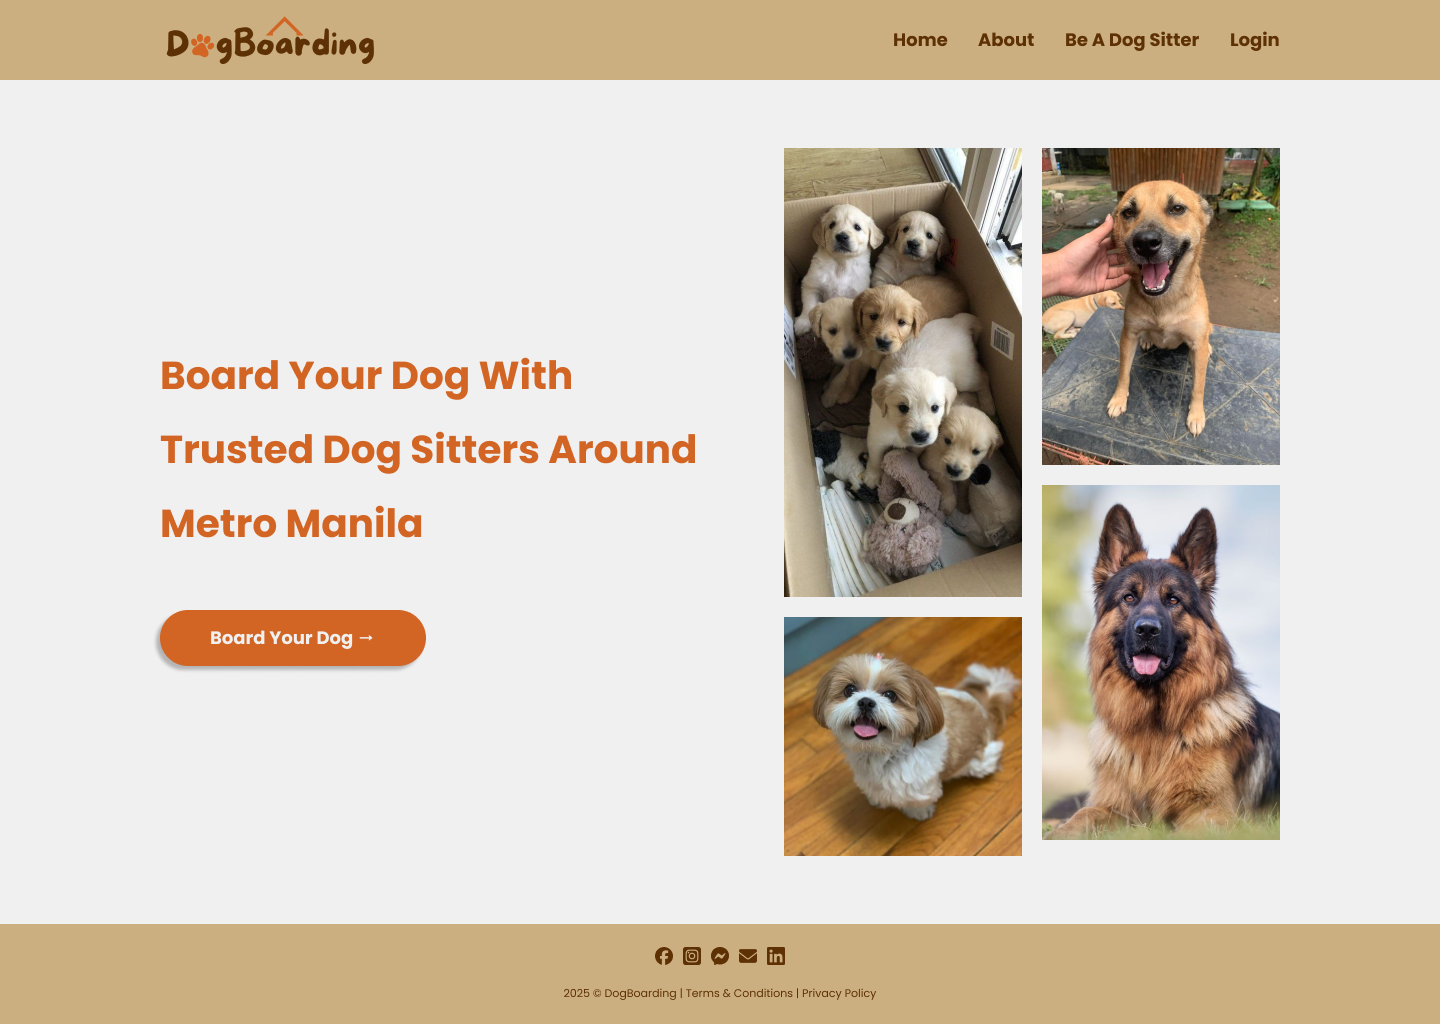 DogBoarding
Home About Be A Dog Sitter Login
Board Your Dog With
Trusted Dog Sitters Around
Metro Manila
Board Your Dog →
2025 © DogBoarding | Terms & Conditions | Privacy Policy